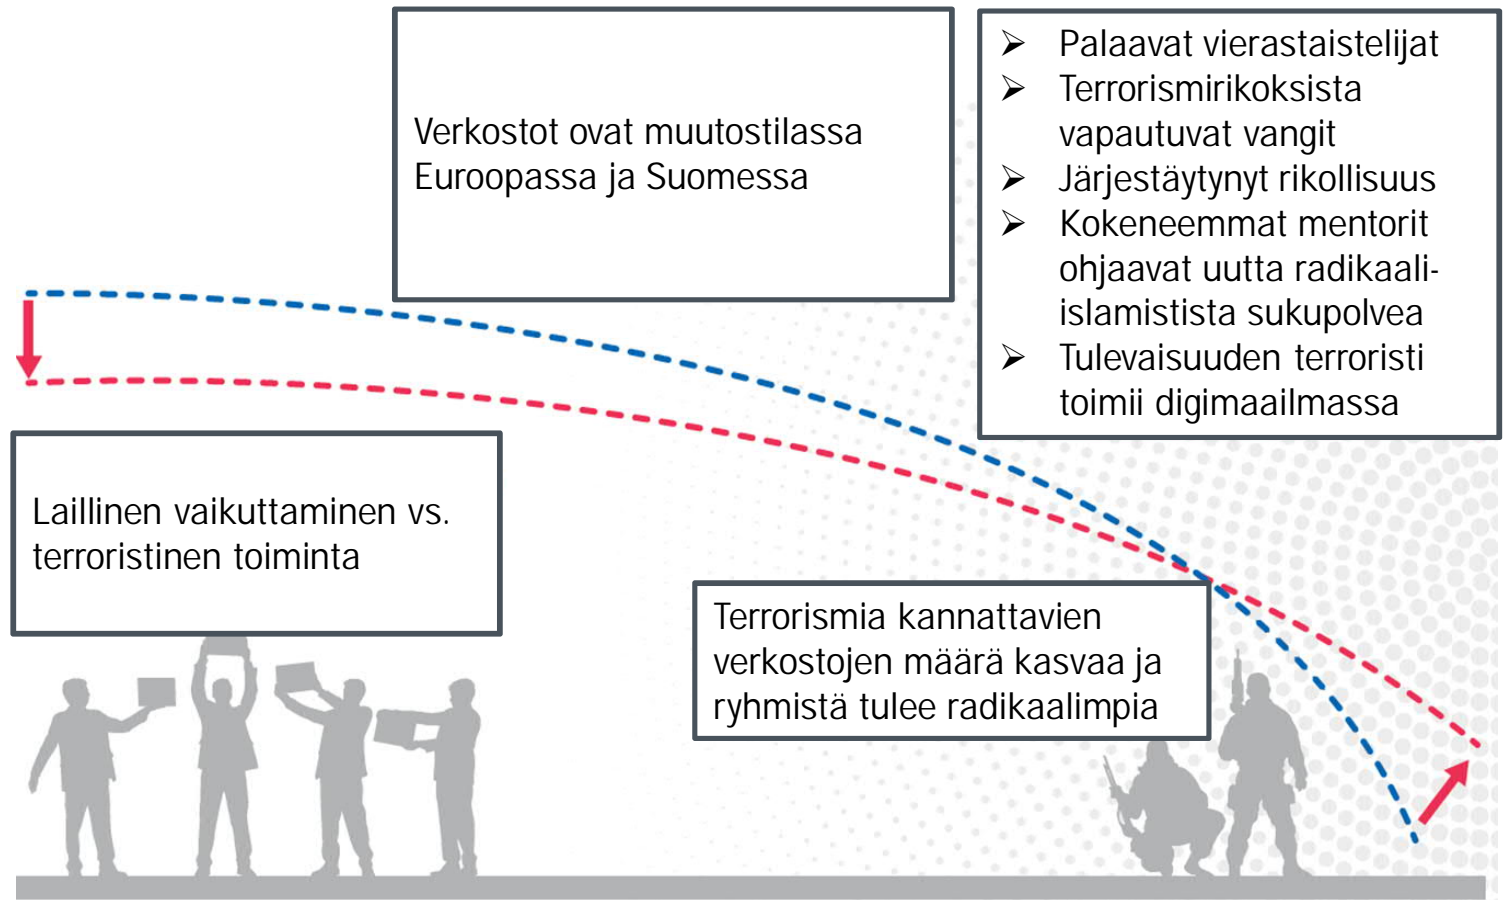 Verkostot ovat muutostilassa
Euroopassa ja Suomessa
➢ Palaavat vierastaistelijat
➢ Terrorismirikoksista
vapautuvat vangit
➢ Järjestäytynyt rikollisuus
➢ Kokeneemmat mentorit
ohjaavat uutta radikaali-
islamistista sukupolvea
➢ Tulevaisuuden terroristi
toimii digimaailmassa
Laillinen vaikuttaminen vs.
terroristinen toiminta
Terrorismia kannattavien
verkostojen määrä kasvaa ja
ryhmistä tulee radikaalimpia